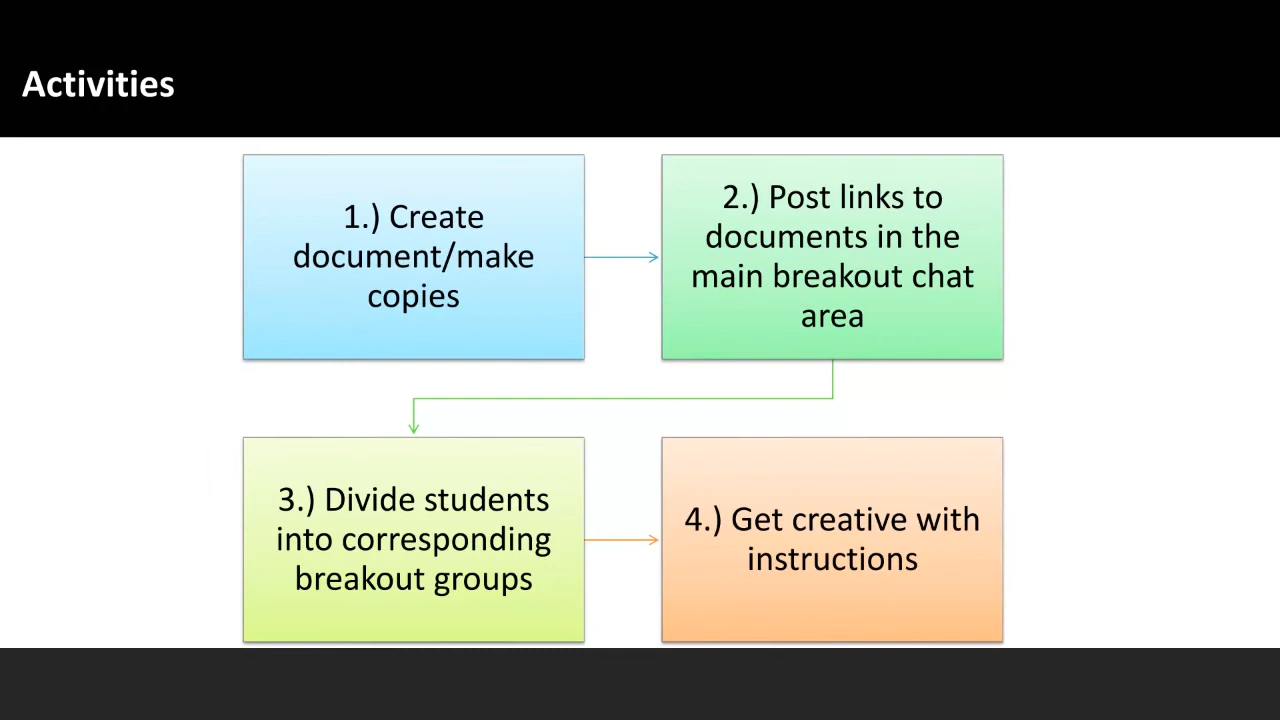 Activities
1.) Create
document/make
copies
2.) Post links to
documents in the
main breakout chat
area
3.) Divide students
into corresponding
breakout groups
4.) Get creative with
instructions